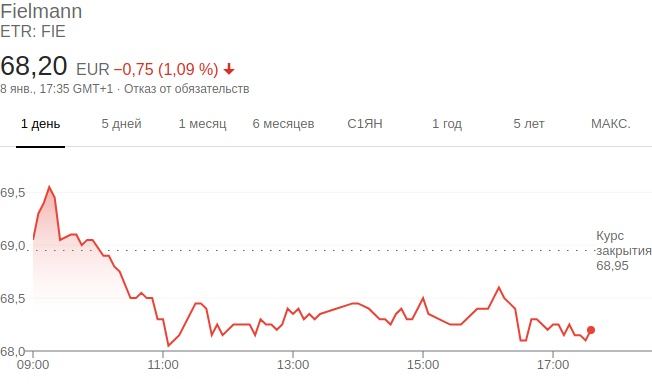 Fielmann
ETR: FIE
68,20 EUR −0,75 (1,09 %)
8 янв., 17:35 GMT+1 · Отказ от обязательств
1 день 5 дней 1 месяц 6 месяцев С1ЯН 1 год 5 лет МАКС.
69,5
Курс
69,0 закрытия
68,95
68,5
68,0
09:00 11:00 13:00 15:00 17:00